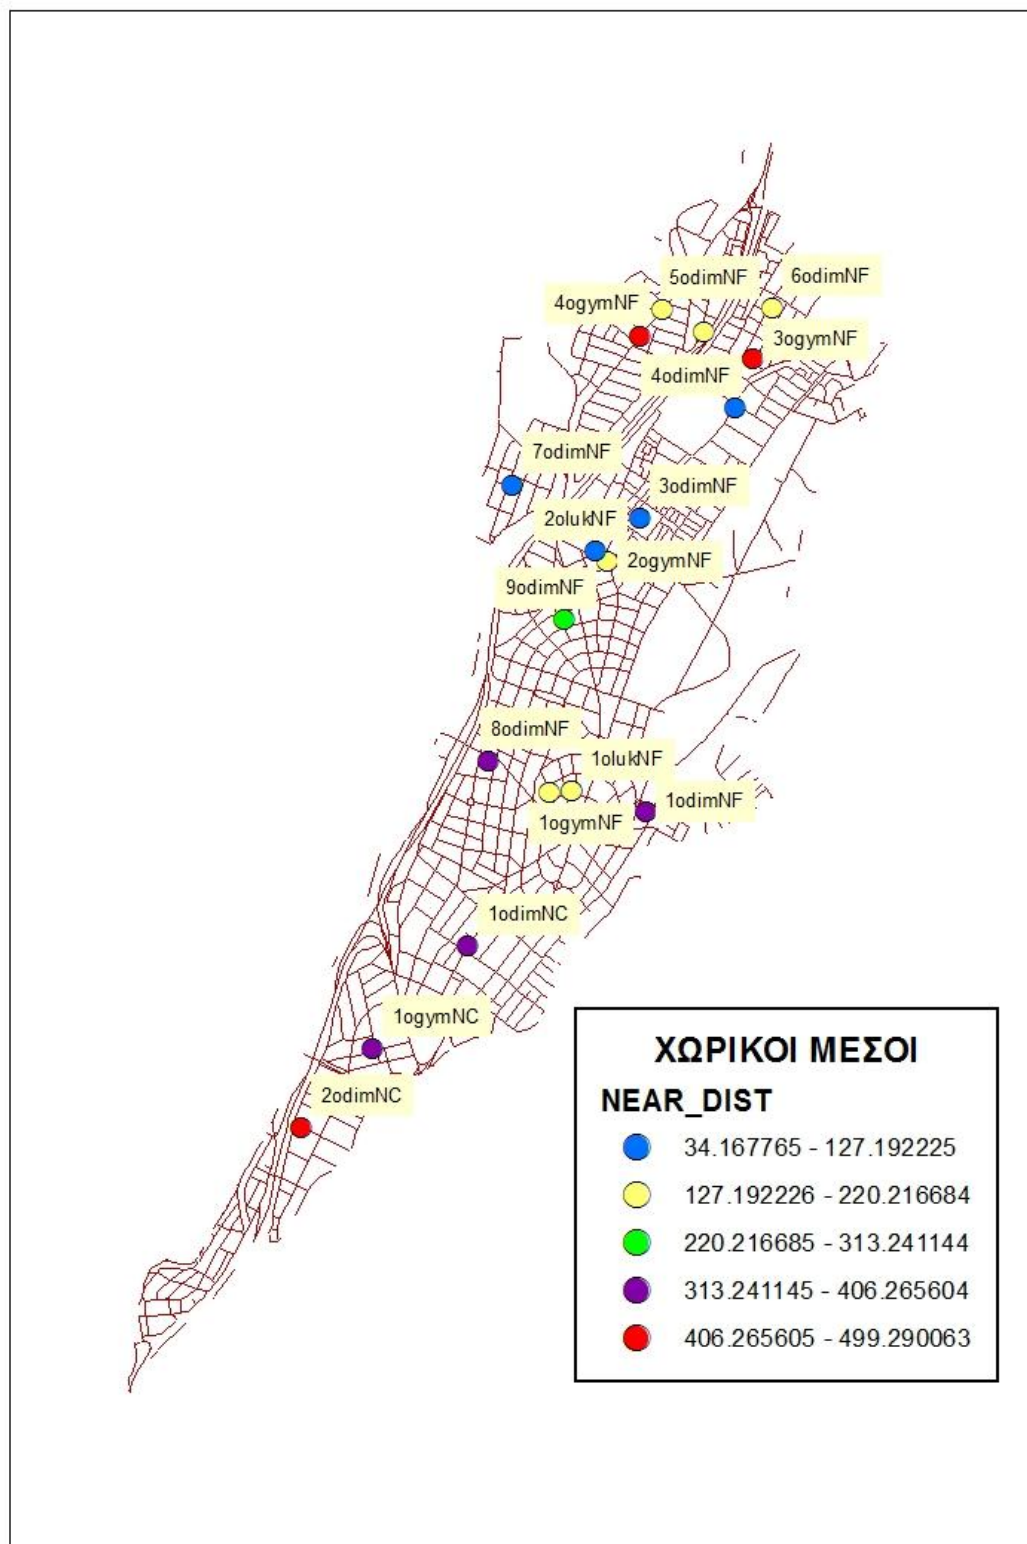 5odimNF
6odimNF
4ogymNF
3ogymNF
4odimNF
7odimNF
3odimNF
2olukNF
2ogymNF
9odimNF
8odimNF
1olukNF
1odimNF
1ogymNF
1odimNC
1ogymNC
2odimNC
ΧΩΡΙΚΟΙ ΜΕΣΟΙ
NEAR_DIST
34.167765 - 127.192225
127.192226 - 220.216684
220.216685 - 313.241144
313.241145 - 406.265604
406.265605 - 499.290063